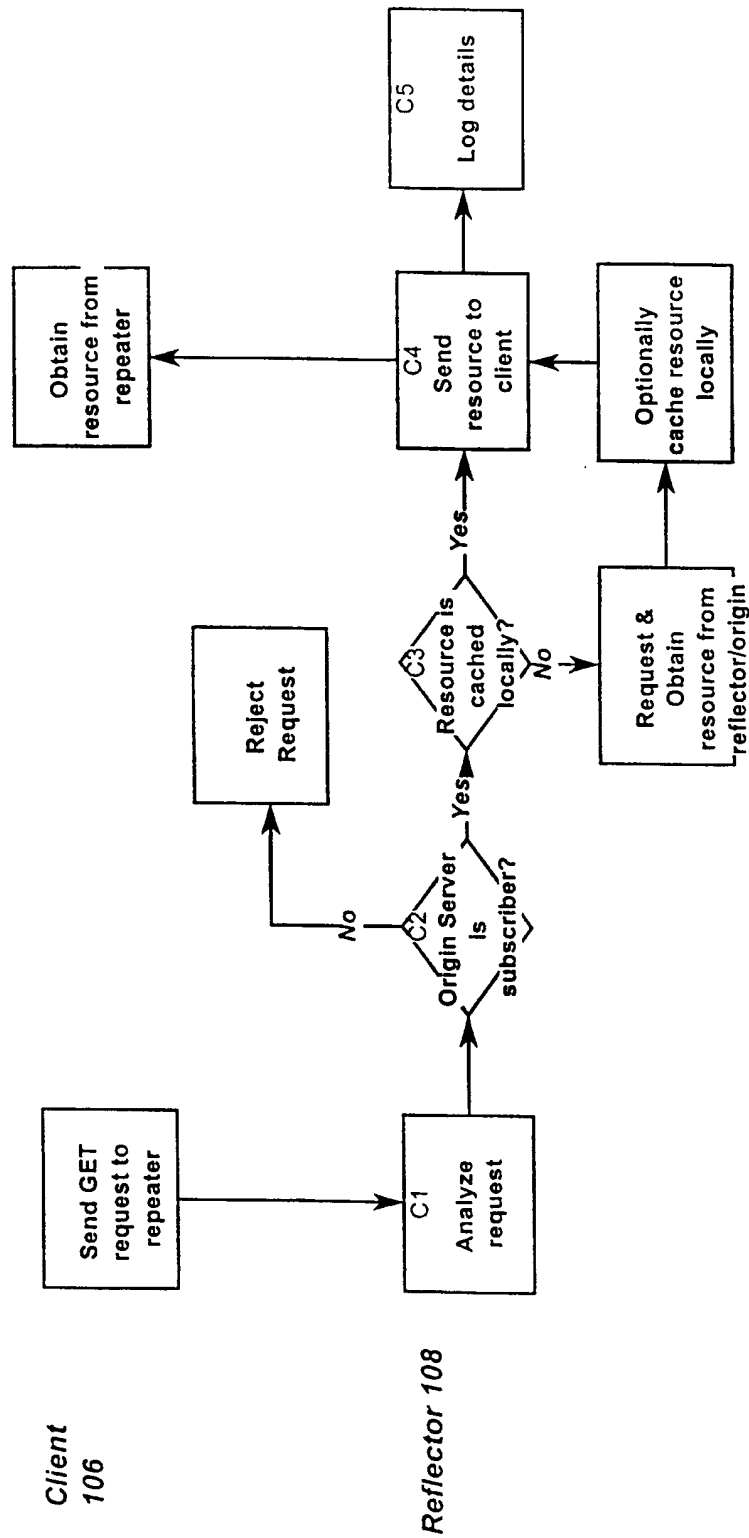 Client
106
Send GET
request to
repeater
Obtain
resource from
repeater
Reflector 108
C1
Analyze
request
C2
Origin Server
is
subscriber?
No
Reject
Request
Yes
C3
Resource is
cached
locally?
Yes
No
Request &
Obtain
resource from
reflector/origin
Optionally
cache resource
locally
C4
Send
resource to
client
C5
Log details